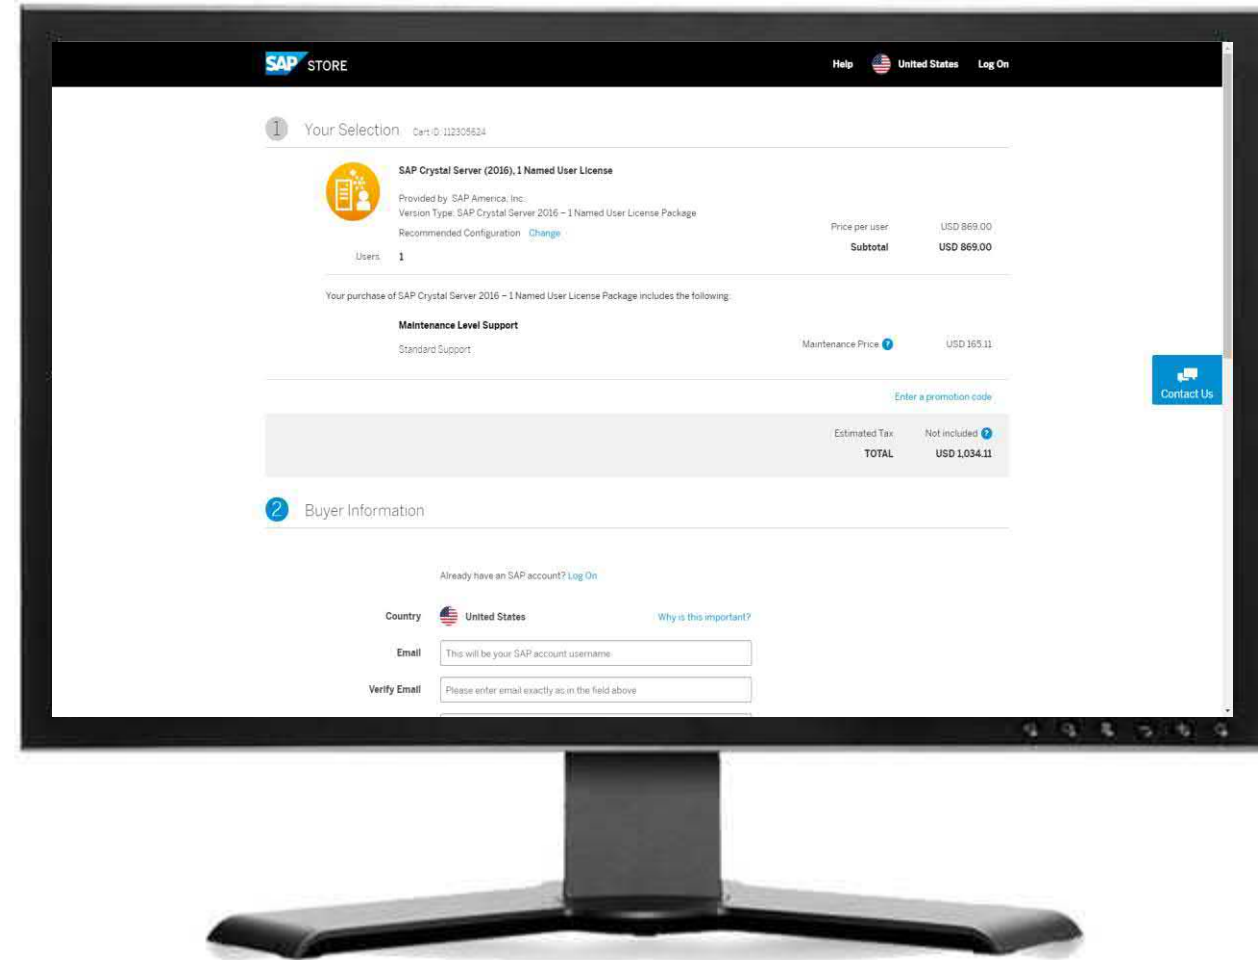 SAP STORE
Help United States Log On
1 Your Selection Cart ID: 112305624
SAP Crystal Server (2016), 1 Named User License
Provided by SAP America, Inc.
Version Type: SAP Crystal Server 2016 – 1 Named User License Package
Recommended Configuration Change
Price per user USD 869.00
Subtotal USD 869.00
Users 1
Your purchase of SAP Crystal Server 2016 – 1 Named User License Package includes the following:
Maintenance Level Support
Standard Support
Maintenance Price ? USD 165.11
Contact Us
Enter a promotion code
Estimated Tax Not included ?
TOTAL USD 1,034.11
2 Buyer Information
Already have an SAP account? Log On
Country United States Why is this important?
Email This will be your SAP account username
Verify Email Please enter email exactly as in the field above